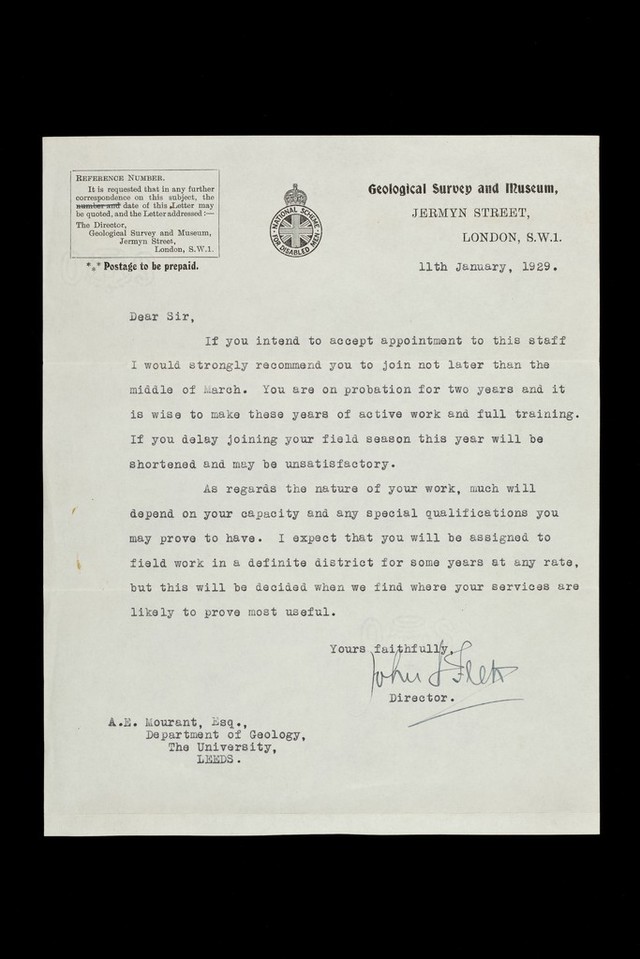 REFERENCE NUMBER.
It is requested that in any further
correspondence on this subject, the
number and date of this Letter may
be quoted, and the Letter addressed :—
The Director,
Geological Survey and Museum,
Jermyn Street,
London, S.W.1.
*** Postage to be prepaid.
NATIONAL SCHEME
FOR DISABLED MEN
Geological Survey and Museum,
JERMYN STREET,
LONDON, S.W.1.
11th January, 1929.
Dear Sir,
If you intend to accept appointment to this staff
I would strongly recommend you to join not later than the
middle of March. You are on probation for two years and it
is wise to make these years of active work and full training.
If you delay joining your field season this year will be
shortened and may be unsatisfactory.
As regards the nature of your work, much will
depend on your capacity and any special qualifications you
may prove to have. I expect that you will be assigned to
field work in a definite district for some years at any rate,
but this will be decided when we find where your services are
likely to prove most useful.
Yours faithfully,
John S Flett
Director.
A.E. Mourant, Esq.,
Department of Geology,
The University,
LEEDS.